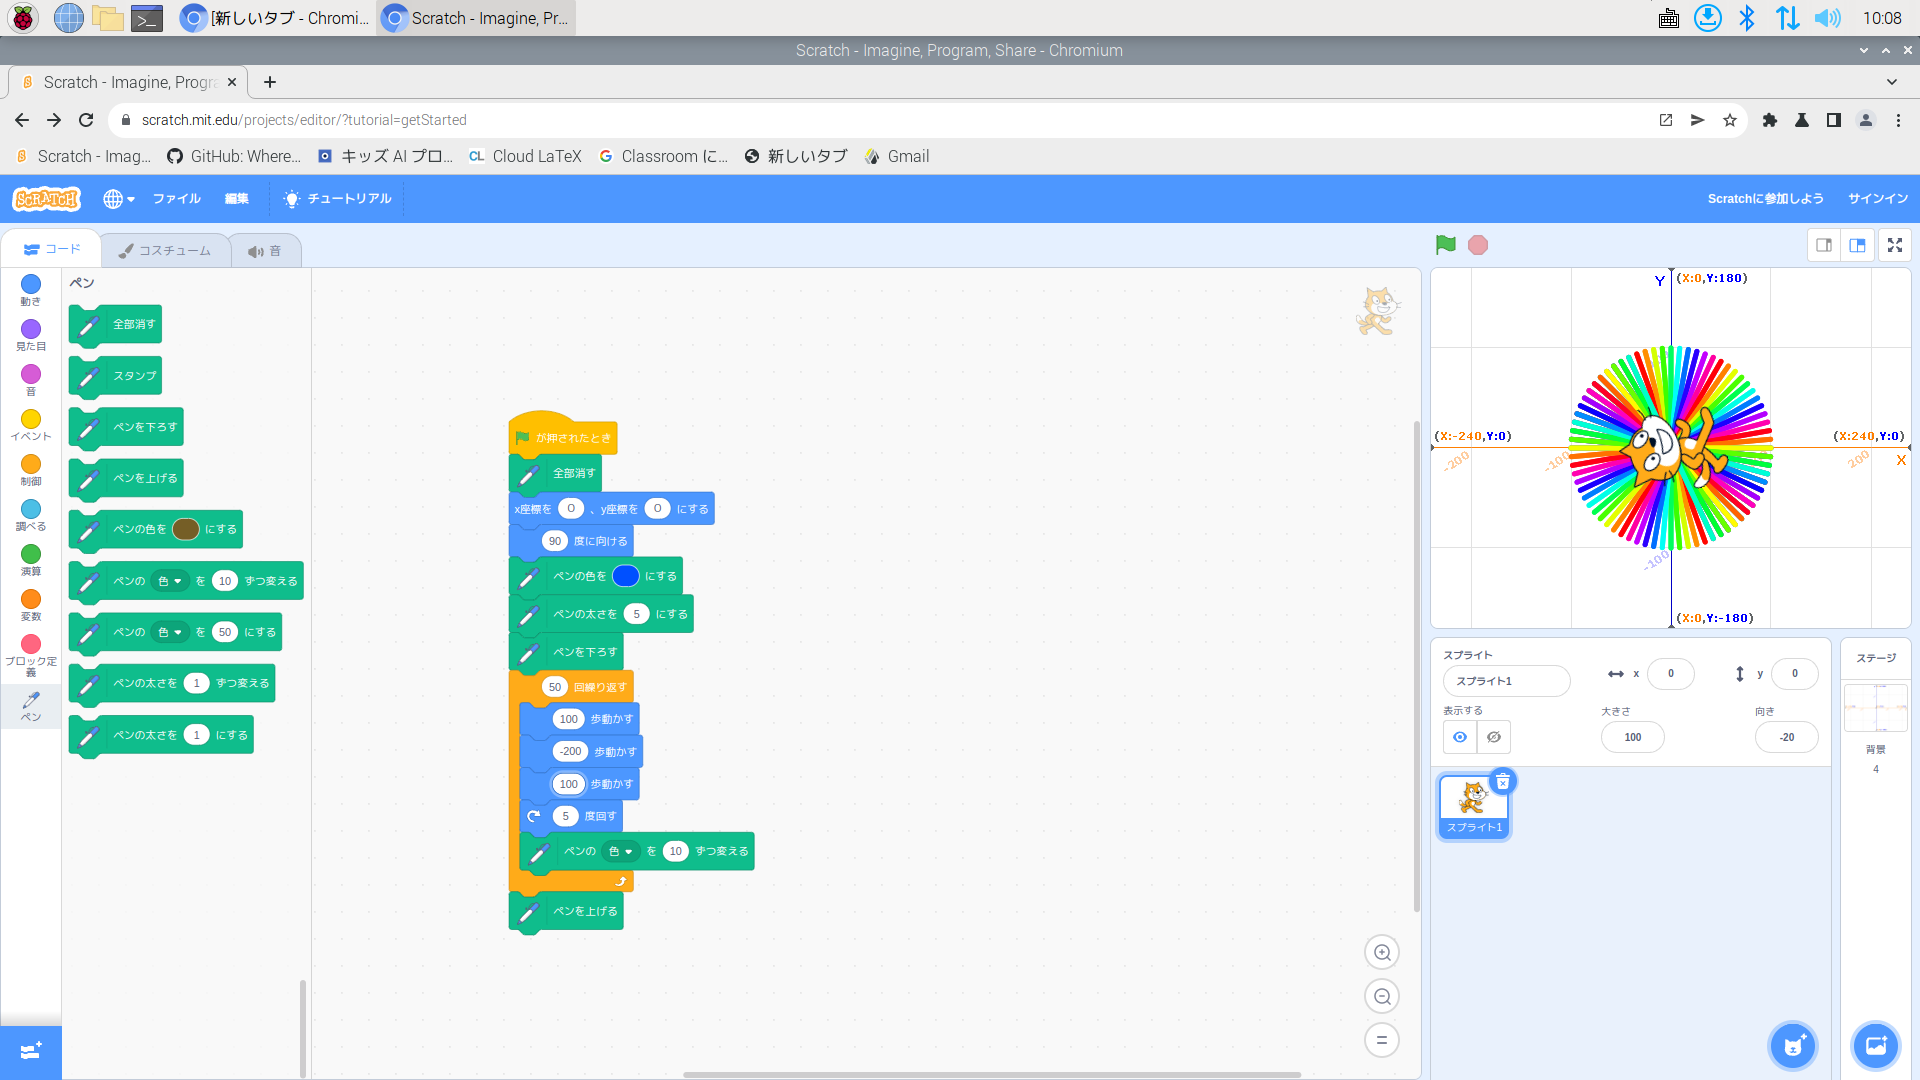 [新しいタブ - Chromi...
Scratch - Imagine, Pr...
10:08
Scratch - Imagine, Program, Share - Chromium
Scratch - Imagine, Progra
scratch.mit.edu/projects/editor/?tutorial=getStarted
Scratch - Imag...
GitHub: Where...
キッズ AI プロ...
CL Cloud LaTeX
G Classroom に...
新しいタブ
Gmail
SCRATCH
ファイル
編集
チュートリアル
Scratchに参加しよう
サインイン
コード
コスチューム
音
動き
見た目
音
イベント
制御
調べる
演算
変数
ブロック定
義
ペン
ペン
全部消す
スタンプ
ペンを下ろす
ペンを上げる
ペンの色を にする
ペンの 色 を 10 ずつ変える
ペンの 色 を 50 にする
ペンの太さを 1 ずつ変える
ペンの太さを 1 にする
が押されたとき
全部消す
x座標を 0 、y座標を 0 にする
90 度に向ける
ペンの色を にする
ペンの太さを 5 にする
ペンを下ろす
50 回繰り返す
100 歩動かす
-200 歩動かす
100 歩動かす
5 度回す
ペンの 色 を 10 ずつ変える
ペンを上げる
Y (X:0,Y:180)
(X:-240,Y:0)
(X:240,Y:0)
-200
-100
200
X
-100
(X:0,Y:-180)
スプライト
スプライト1
x 0
y 0
表示する
大きさ
100
向き
-20
スプライト1
ステージ
背景
4